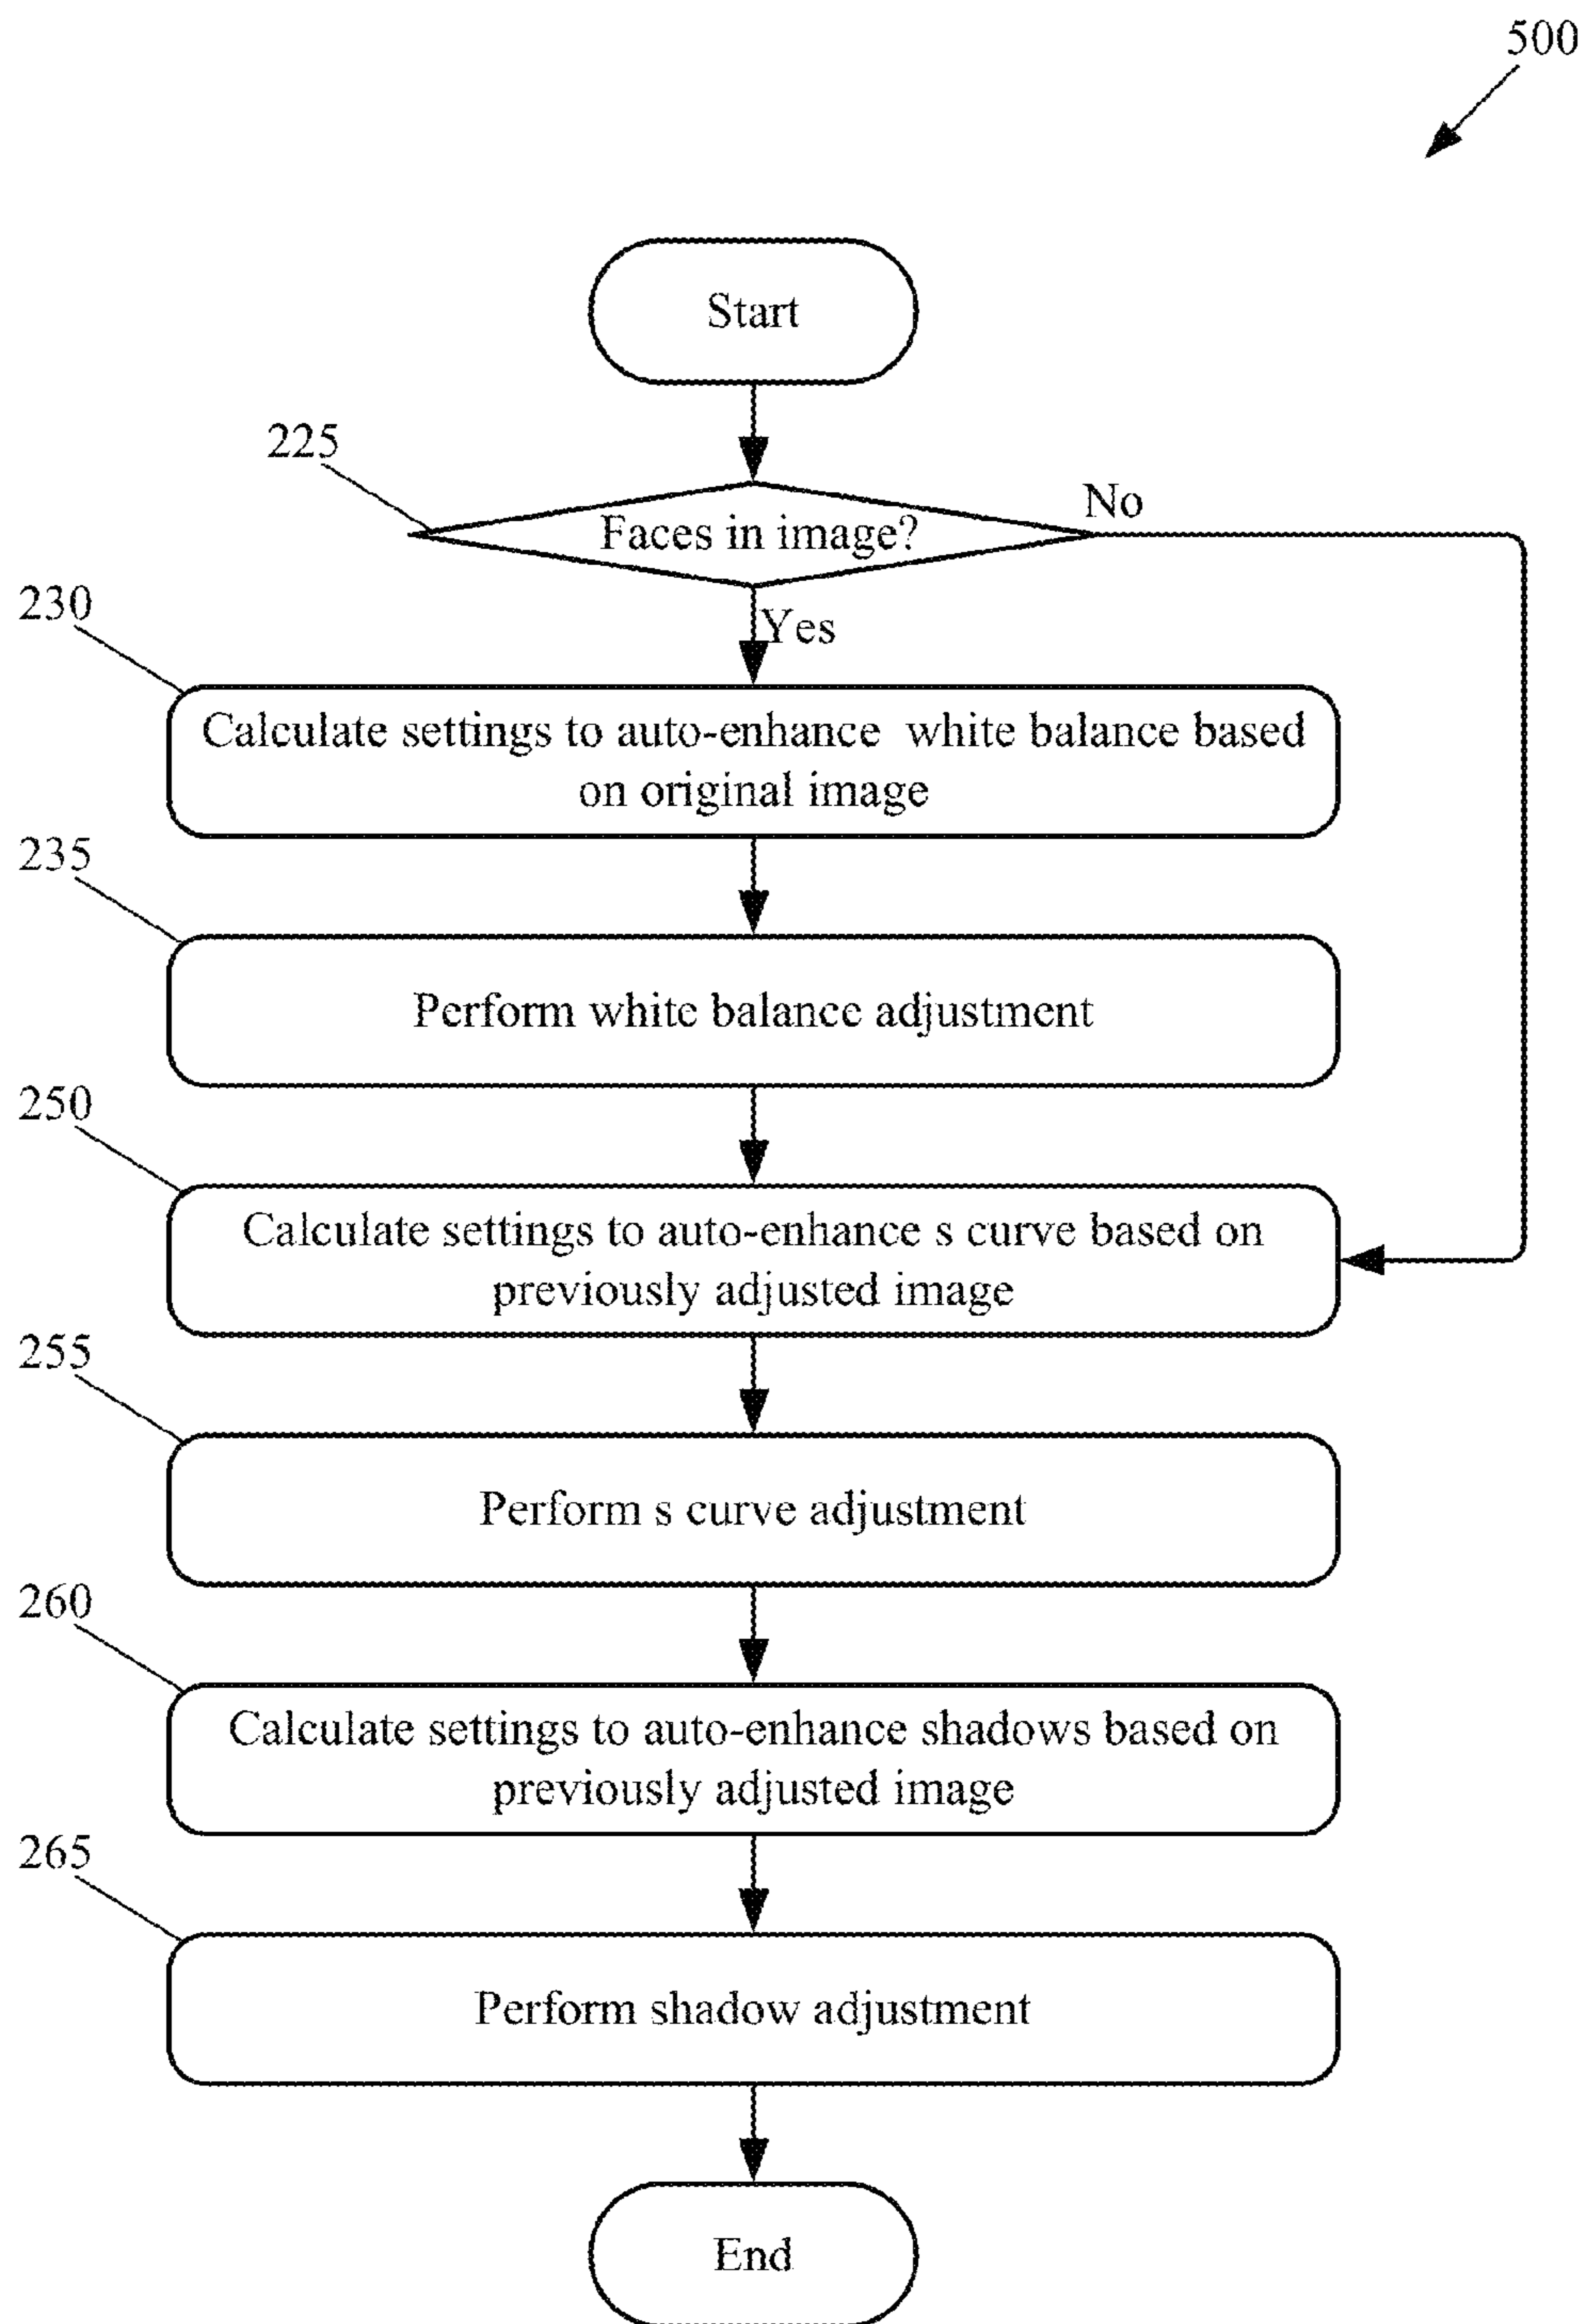 500
Start
225
Faces in image?
No
Yes
230
Calculate settings to auto-enhance white balance based
on original image
235
Perform white balance adjustment
250
Calculate settings to auto-enhance s curve based on
previously adjusted image
255
Perform s curve adjustment
260
Calculate settings to auto-enhance shadows based on
previously adjusted image
265
Perform shadow adjustment
End